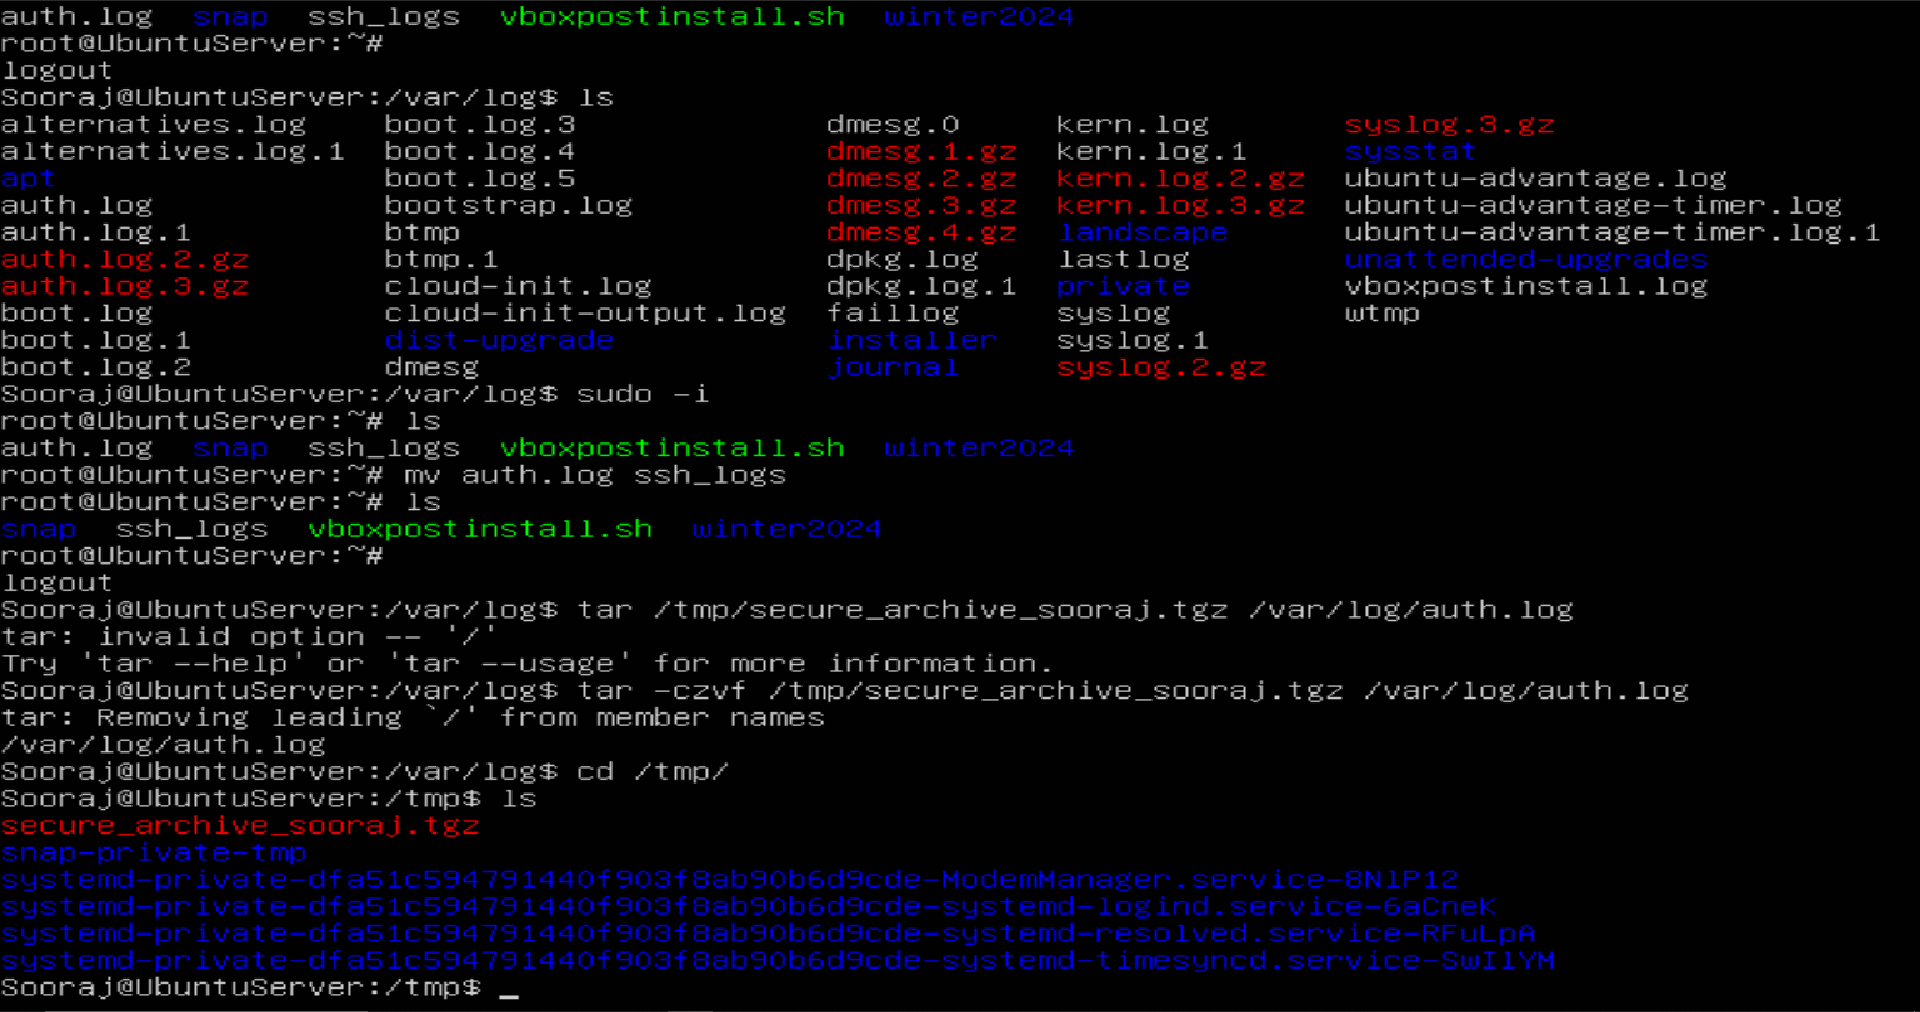 auth.log  snap  ssh_logs  vboxpostinstall.sh  winter2024
root@UbuntuServer:~#
logout
Sooraj@UbuntuServer:/var/log$ ls
alternatives.log    boot.log.3             dmesg.0     kern.log       syslog.3.gz
alternatives.log.1  boot.log.4             dmesg.1.gz  kern.log.1     sysstat
apt                 boot.log.5             dmesg.2.gz  kern.log.2.gz  ubuntu-advantage.log
auth.log            bootstrap.log          dmesg.3.gz  kern.log.3.gz  ubuntu-advantage-timer.log
auth.log.1          btmp                   dmesg.4.gz  landscape      ubuntu-advantage-timer.log.1
auth.log.2.gz       btmp.1                 dpkg.log    lastlog        unattended-upgrades
auth.log.3.gz       cloud-init.log         dpkg.log.1  private        vboxpostinstall.log
boot.log            cloud-init-output.log  faillog     syslog         wtmp
boot.log.1          dist-upgrade           installer   syslog.1
boot.log.2          dmesg                  journal     syslog.2.gz
Sooraj@UbuntuServer:/var/log$ sudo -i
root@UbuntuServer:~# ls
auth.log  snap  ssh_logs  vboxpostinstall.sh  winter2024
root@UbuntuServer:~# mv auth.log ssh_logs
root@UbuntuServer:~# ls
snap  ssh_logs  vboxpostinstall.sh  winter2024
root@UbuntuServer:~#
logout
Sooraj@UbuntuServer:/var/log$ tar /tmp/secure_archive_sooraj.tgz /var/log/auth.log
tar: invalid option -- '/'
Try 'tar --help' or 'tar --usage' for more information.
Sooraj@UbuntuServer:/var/log$ tar -czvf /tmp/secure_archive_sooraj.tgz /var/log/auth.log
tar: Removing leading `/' from member names
/var/log/auth.log
Sooraj@UbuntuServer:/var/log$ cd /tmp/
Sooraj@UbuntuServer:/tmp$ ls
secure_archive_sooraj.tgz
snap-private-tmp
systemd-private-dfa51c594791440f903f8ab90b6d9cde-ModemManager.service-8NlP12
systemd-private-dfa51c594791440f903f8ab90b6d9cde-systemd-logind.service-6aCneK
systemd-private-dfa51c594791440f903f8ab90b6d9cde-systemd-resolved.service-RFuLpA
systemd-private-dfa51c594791440f903f8ab90b6d9cde-systemd-timesyncd.service-SwIlYM
Sooraj@UbuntuServer:/tmp$ _